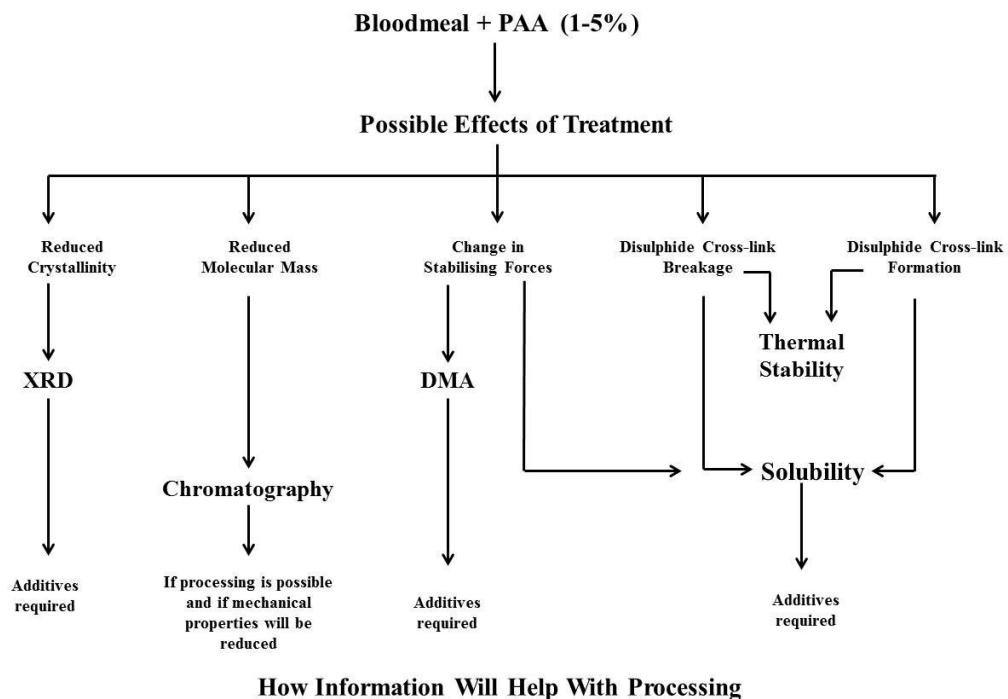 Bloodmeal + PAA (1-5%)
Possible Effects of Treatment
Reduced
Crystallinity
Reduced
Molecular Mass
Change in
Stabilising Forces
Disulphide Cross-link
Breakage
Disulphide Cross-link
Formation
Thermal
Stability
XRD
DMA
Chromatography
Solubility
Additives
required
If processing is possible
and if mechanical
properties will be
reduced
Additives
required
Additives
required
How Information Will Help With Processing